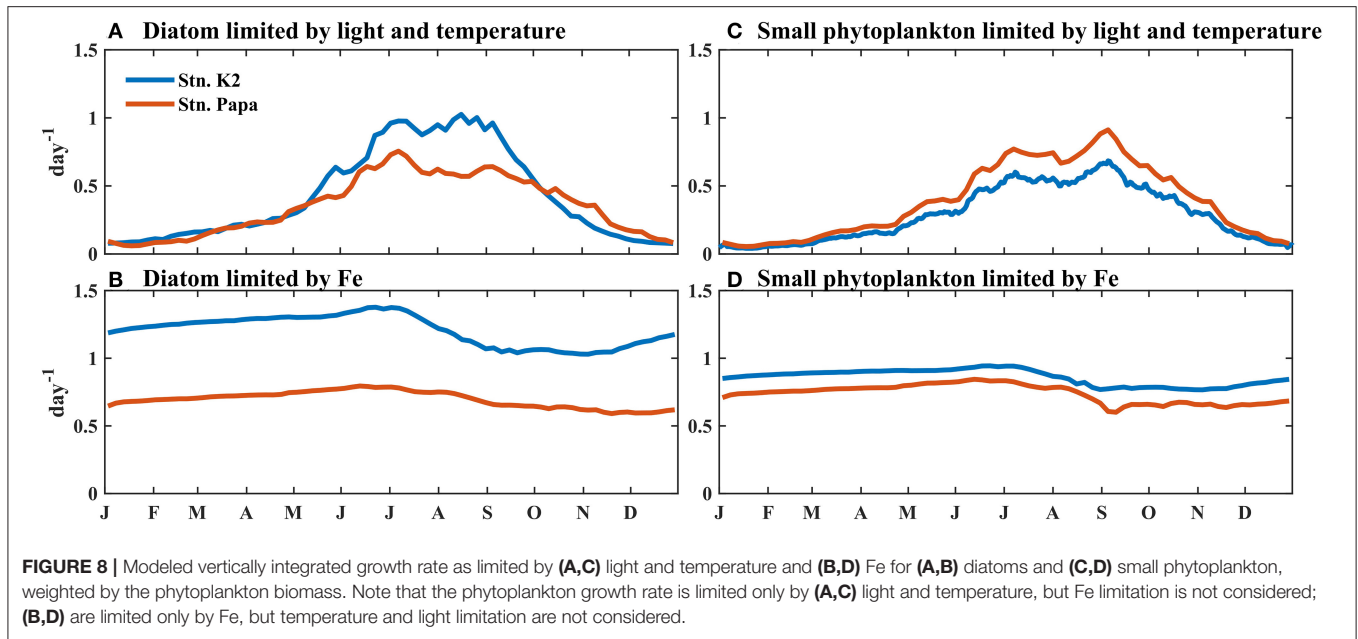 A Diatom limited by light and temperature
1.5
1
0.5
0
day-1
Stn. K2
Stn. Papa
C Small phytoplankton limited by light and temperature
1.5
1
0.5
0
B Diatom limited by Fe
1.5
1
0.5
0
day-1
J F M A M J J A S O N D
D Small phytoplankton limited by Fe
1.5
1
0.5
0
J F M A M J J A S O N D
FIGURE 8 | Modeled vertically integrated growth rate as limited by (A,C) light and temperature and (B,D) Fe for (A,B) diatoms and (C,D) small phytoplankton,
weighted by the phytoplankton biomass. Note that the phytoplankton growth rate is limited only by (A,C) light and temperature, but Fe limitation is not considered;
(B,D) are limited only by Fe, but temperature and light limitation are not considered.